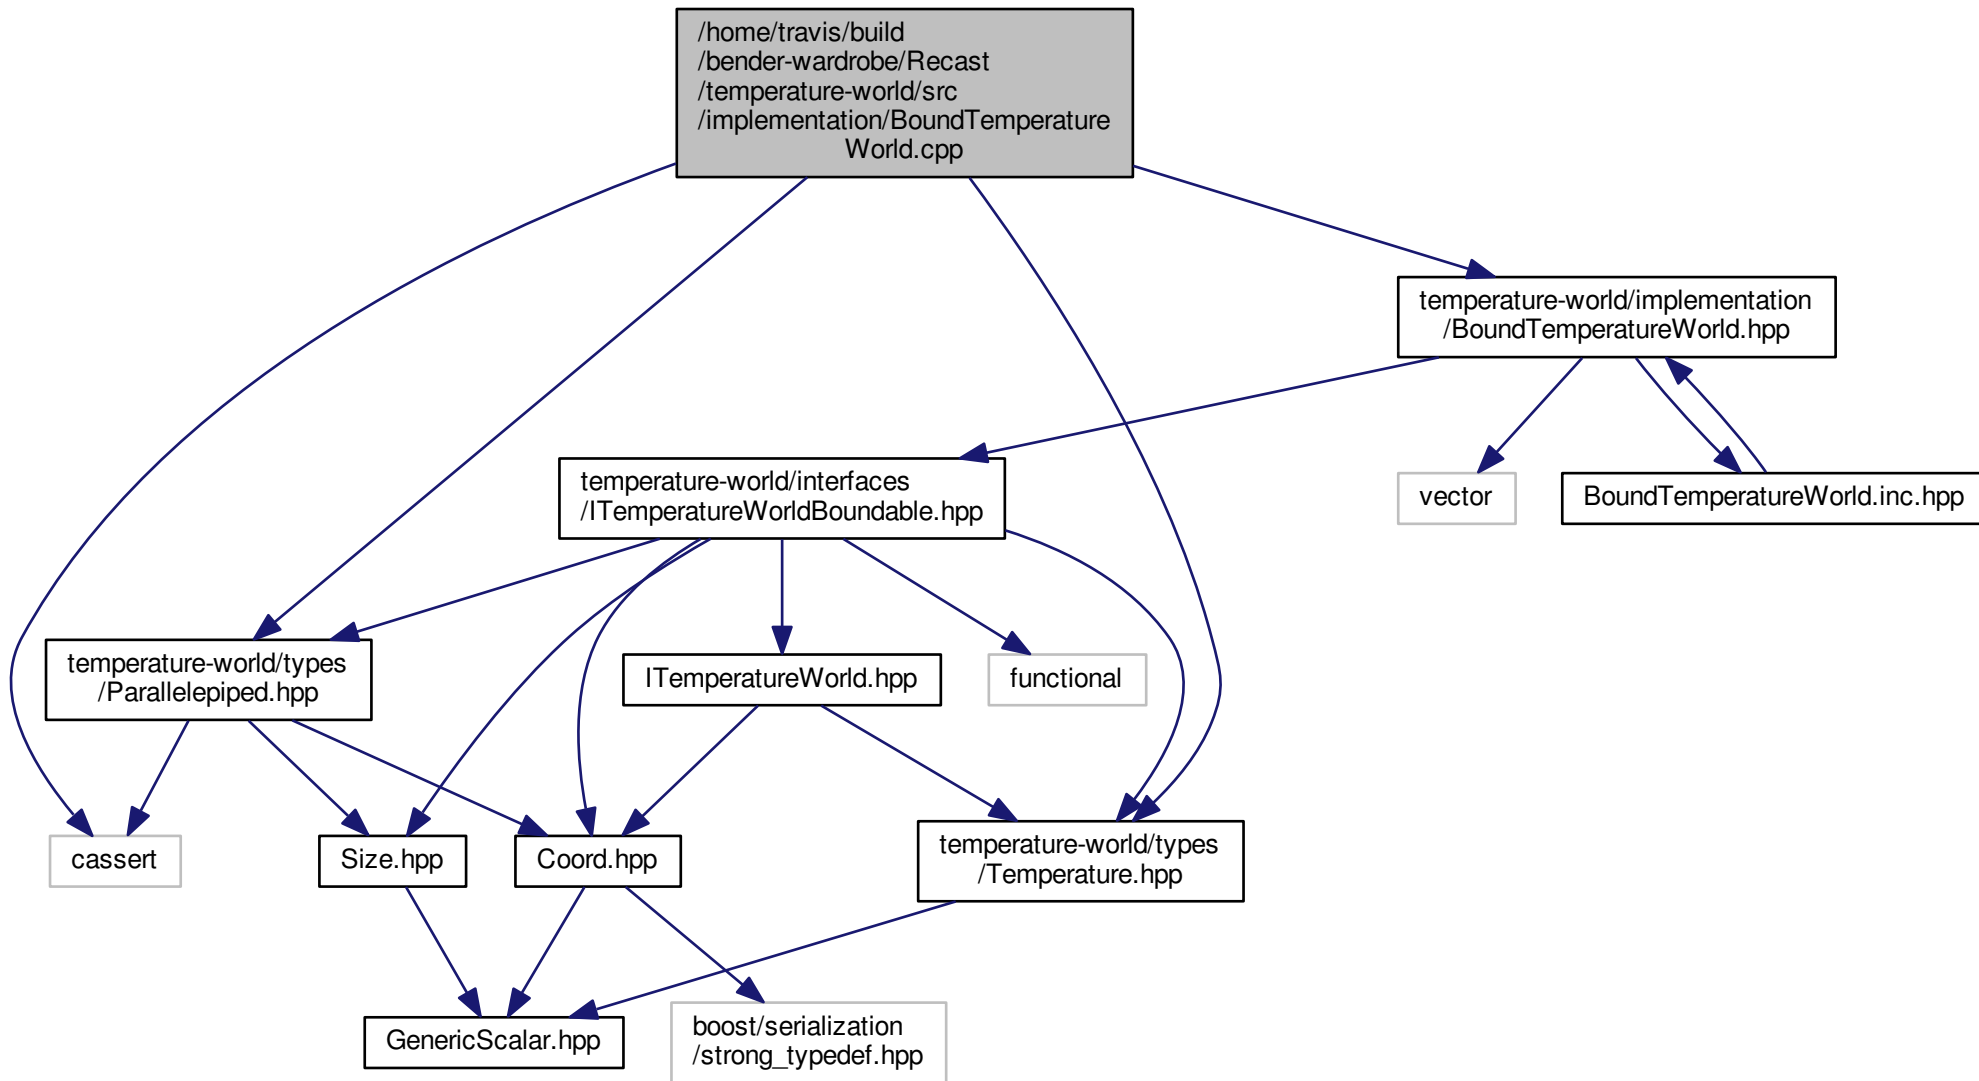 /home/travis/build
/bender-wardrobe/Recast
/temperature-world/src
/implementation/BoundTemperature
World.cpp
temperature-world/implementation
/BoundTemperatureWorld.hpp
temperature-world/interfaces
/ITemperatureWorldBoundable.hpp
vector
BoundTemperatureWorld.inc.hpp
temperature-world/types
/Parallelepiped.hpp
ITemperatureWorld.hpp
functional
cassert
Size.hpp
Coord.hpp
temperature-world/types
/Temperature.hpp
GenericScalar.hpp
boost/serialization
/strong_typedef.hpp